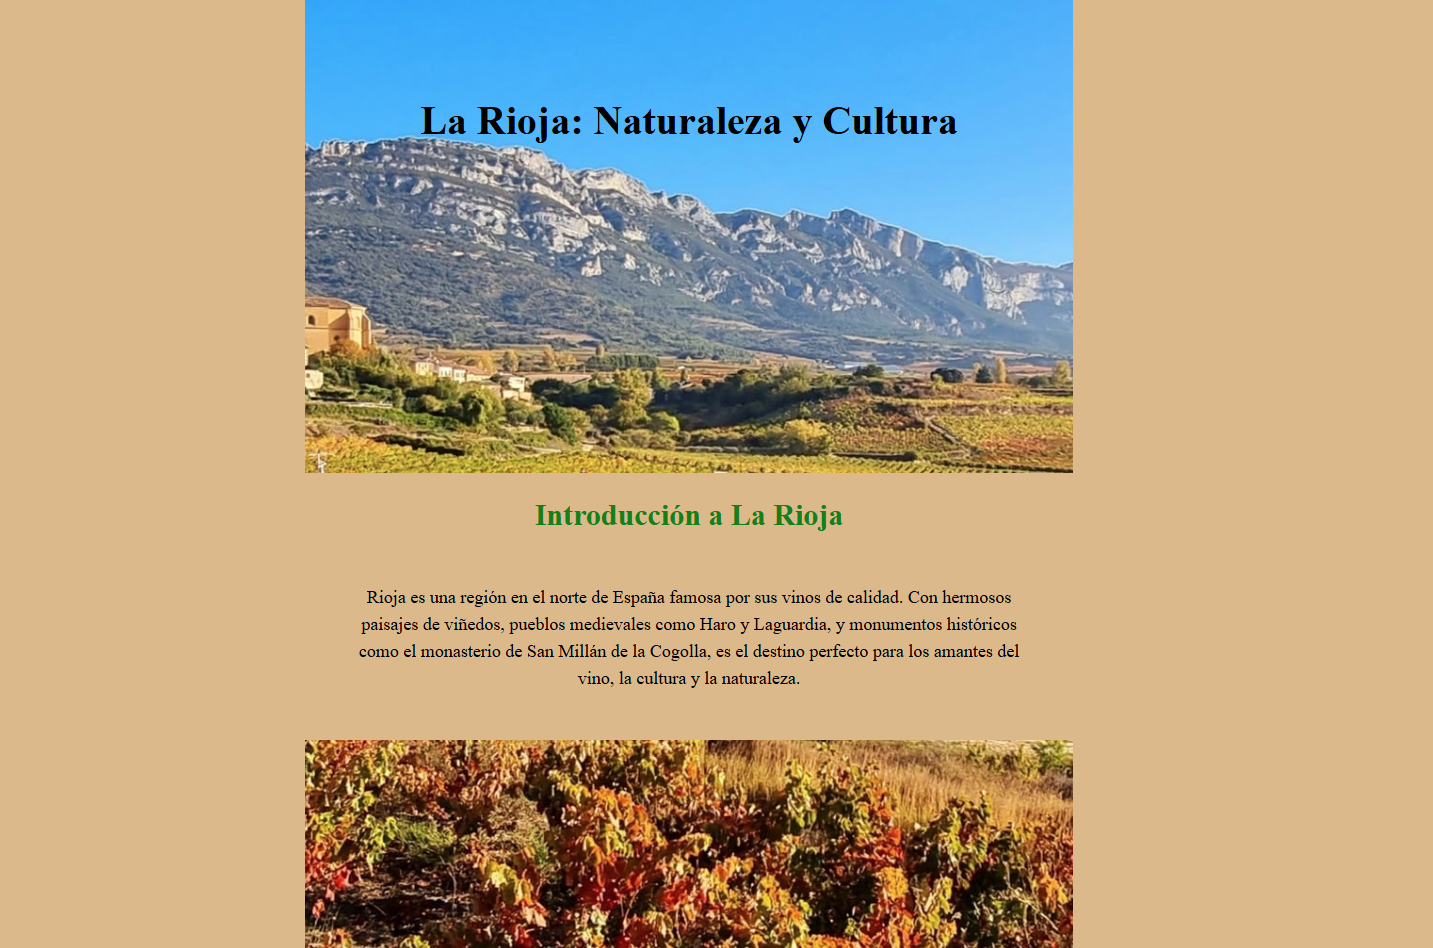 La Rioja: Naturaleza y Cultura
Introducción a La Rioja
Rioja es una región en el norte de España famosa por sus vinos de calidad. Con hermosos
paisajes de viñedos, pueblos medievales como Haro y Laguardia, y monumentos históricos
como el monasterio de San Millán de la Cogolla, es el destino perfecto para los amantes del
vino, la cultura y la naturaleza.